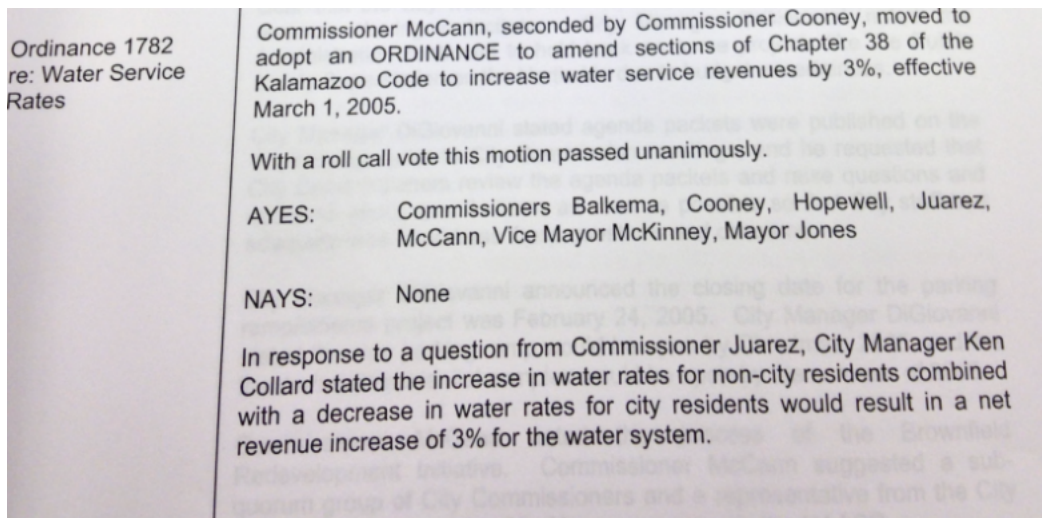 Ordinance 1782
re: Water Service
Rates
Commissioner McCann, seconded by Commissioner Cooney, moved to
adopt an ORDINANCE to amend sections of Chapter 38 of the
Kalamazoo Code to increase water service revenues by 3%, effective
March 1, 2005.
With a roll call vote this motion passed unanimously.
AYES: Commissioners Balkema, Cooney, Hopewell, Juarez,
McCann, Vice Mayor McKinney, Mayor Jones
NAYS: None
In response to a question from Commissioner Juarez, City Manager Ken
Collard stated the increase in water rates for non-city residents combined
with a decrease in water rates for city residents would result in a net
revenue increase of 3% for the water system.